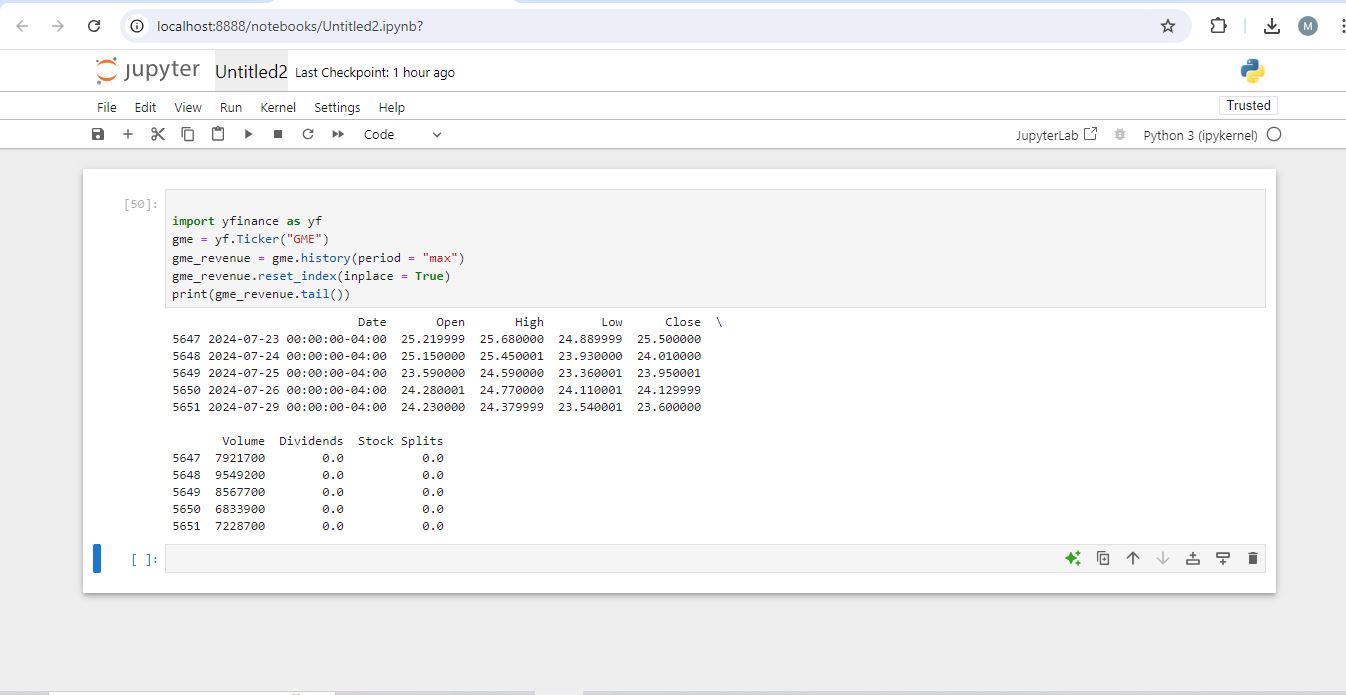 localhost:8888/notebooks/Untitled2.ipynb?
M
jupyter Untitled2 Last Checkpoint: 1 hour ago
File Edit View Run Kernel Settings Help
Trusted
Code
JupyterLab
Python 3 (ipykernel)
[50]:
import yfinance as yf
gme = yf.Ticker("GME")
gme_revenue = gme.history(period = "max")
gme_revenue.reset_index(inplace = True)
print(gme_revenue.tail())
Date Open High Low Close \
5647 2024-07-23 00:00:00-04:00 25.219999 25.680000 24.889999 25.500000
5648 2024-07-24 00:00:00-04:00 25.150000 25.450001 23.930000 24.010000
5649 2024-07-25 00:00:00-04:00 23.590000 24.590000 23.360001 23.950001
5650 2024-07-26 00:00:00-04:00 24.280001 24.770000 24.110001 24.129999
5651 2024-07-29 00:00:00-04:00 24.230000 24.379999 23.540001 23.600000
Volume Dividends Stock Splits
5647 7921700 0.0 0.0
5648 9549200 0.0 0.0
5649 8567700 0.0 0.0
5650 6833900 0.0 0.0
5651 7228700 0.0 0.0
[ ]: